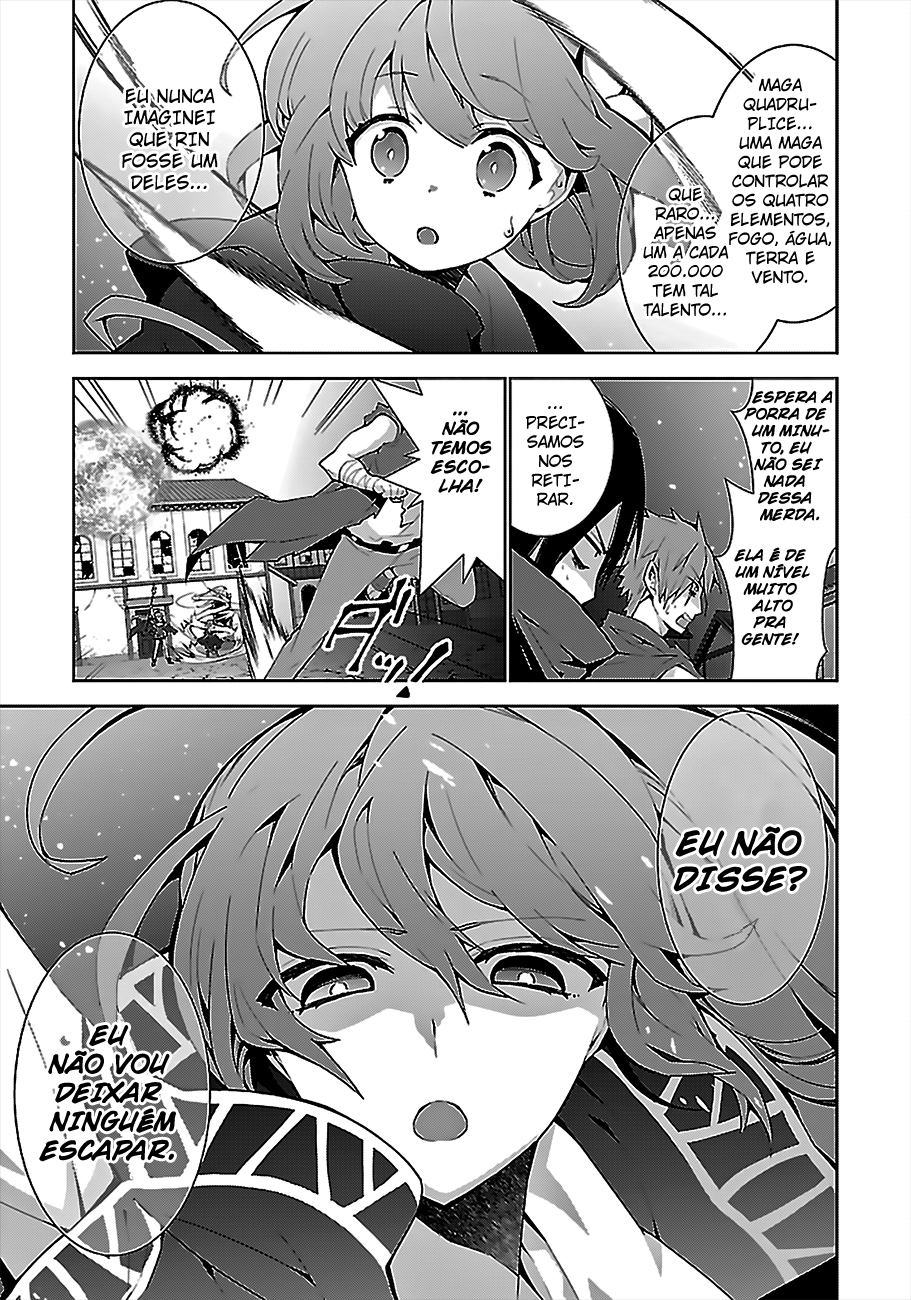 MAGA
QUADRU-
PLICE...
UMA MAGA
QUE PODE
CONTROLAR
OS QUATRO
ELEMENTOS,
FOGO, ÁGUA,
TERRA E
VENTO.
QUE
RARO...
APENAS
UM A CADA
200.000
TEM TAL
TALENTO...
EU NUNCA
IMAGINEI
QUE RIN
FOSSE UM
DELES...
ESPERA A
PORRA DE
UM MINU-
TO, EU
NÃO SEI
NADA
DESSA
MERDA.
ELA É DE
UM NÍVEL
MUITO
ALTO
PRA
GENTE!
...
PRECI-
SAMOS
NOS
RETI-
RAR.
...
NÃO
TEMOS
ESCO-
LHA!
ダッ!
EU NÃO
DISSE?
EU
NÃO VOU
DEIXAR
NINGUÉM
ESCAPAR.